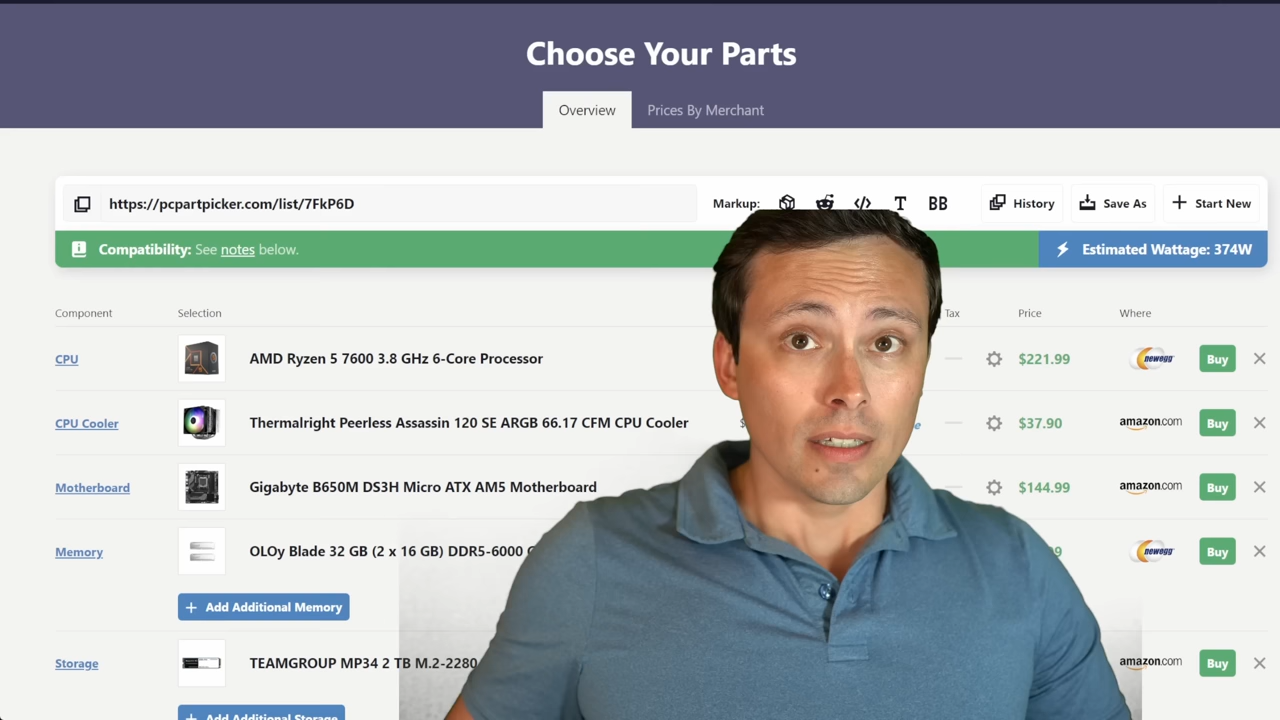 Choose Your Parts
Overview
Prices By Merchant
https://pcpartpicker.com/list/7FkP6D
Markup:
T
BB
History
Save As
Start New
Compatibility: See notes below.
Estimated Wattage: 374W
Component
Selection
Tax
Price
Where
CPU
AMD Ryzen 5 7600 3.8 GHz 6-Core Processor
$221.99
newegg
Buy
CPU Cooler
Thermalright Peerless Assassin 120 SE ARGB 66.17 CFM CPU Cooler
$37.90
amazon.com
Buy
Motherboard
Gigabyte B650M DS3H Micro ATX AM5 Motherboard
$144.99
amazon.com
Buy
Memory
OLOy Blade 32 GB (2 x 16 GB) DDR5-6000
newegg
Buy
Add Additional Memory
Storage
TEAMGROUP MP34 2 TB M.2-2280
amazon.com
Buy
Add Additional Storage